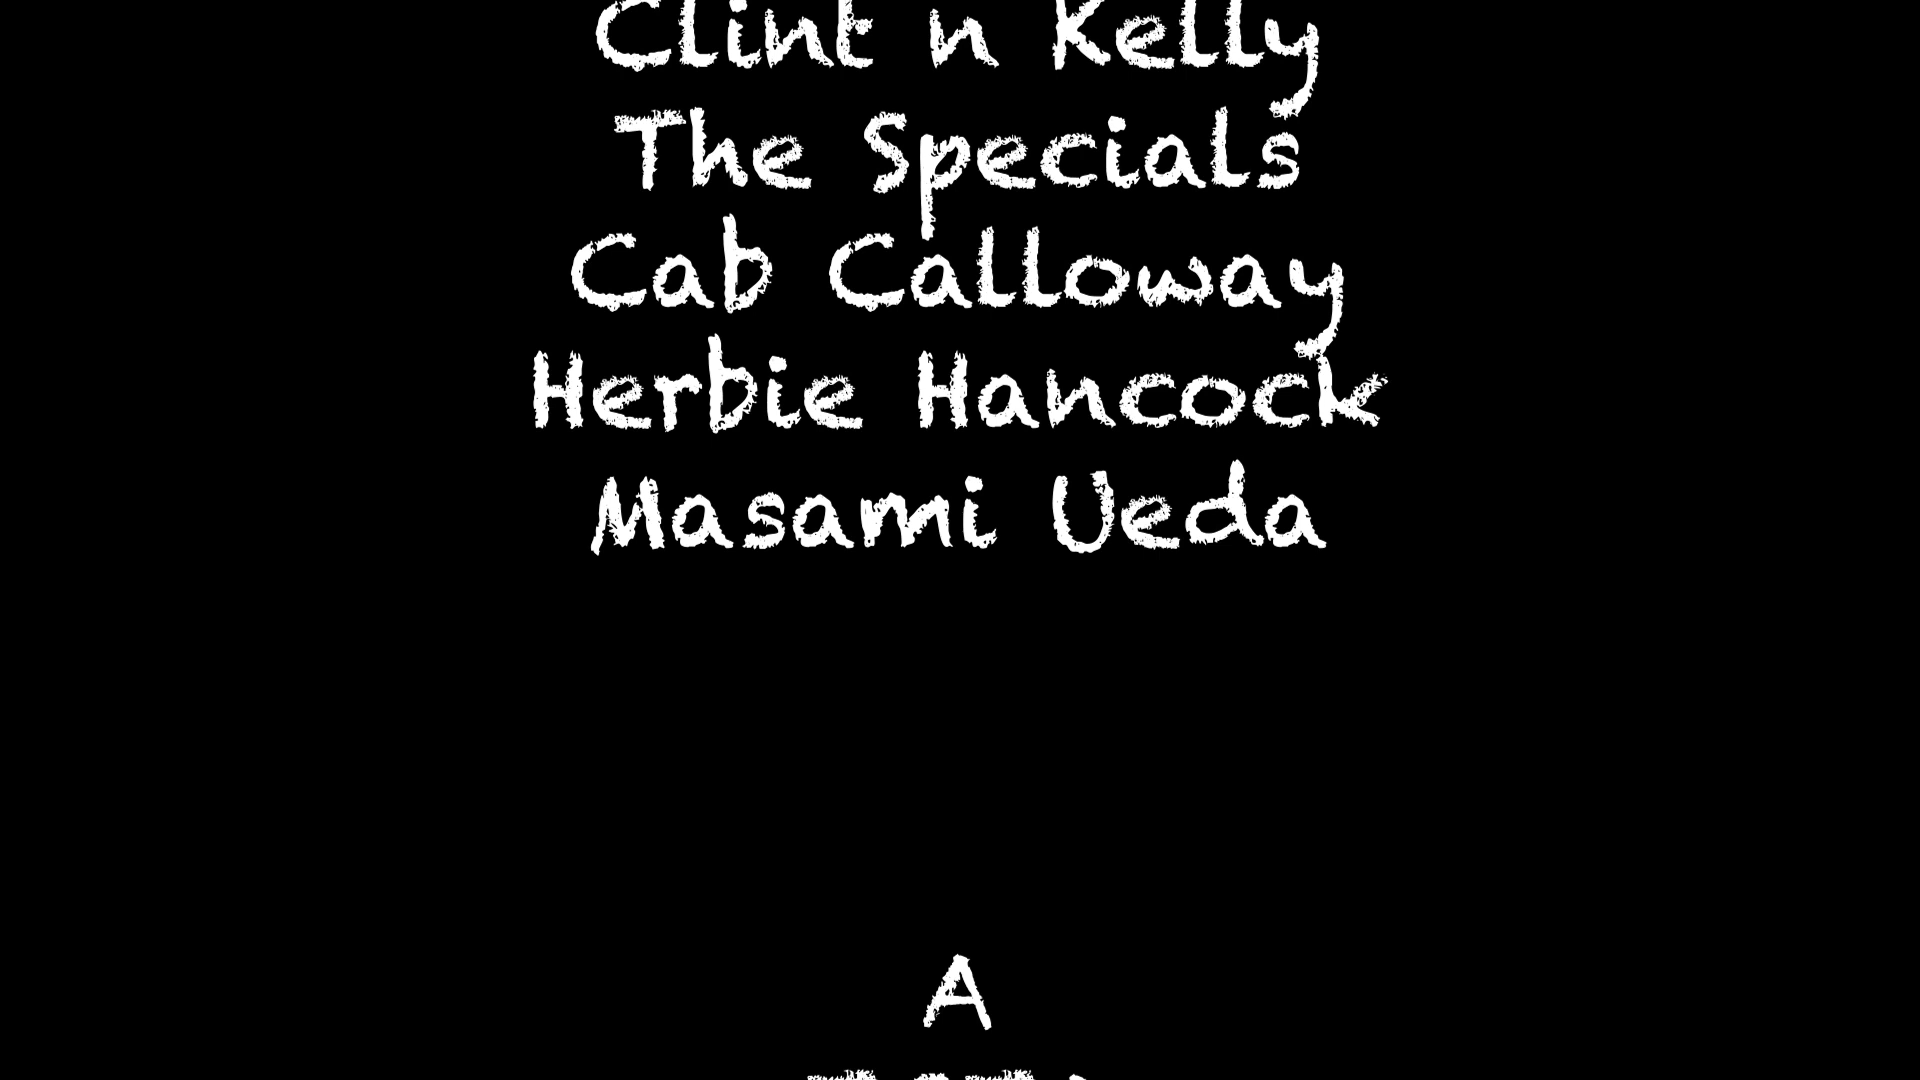 Clint n Kelly
The Specials
Cab Calloway
Herbie Hancock
Masami Ueda
A